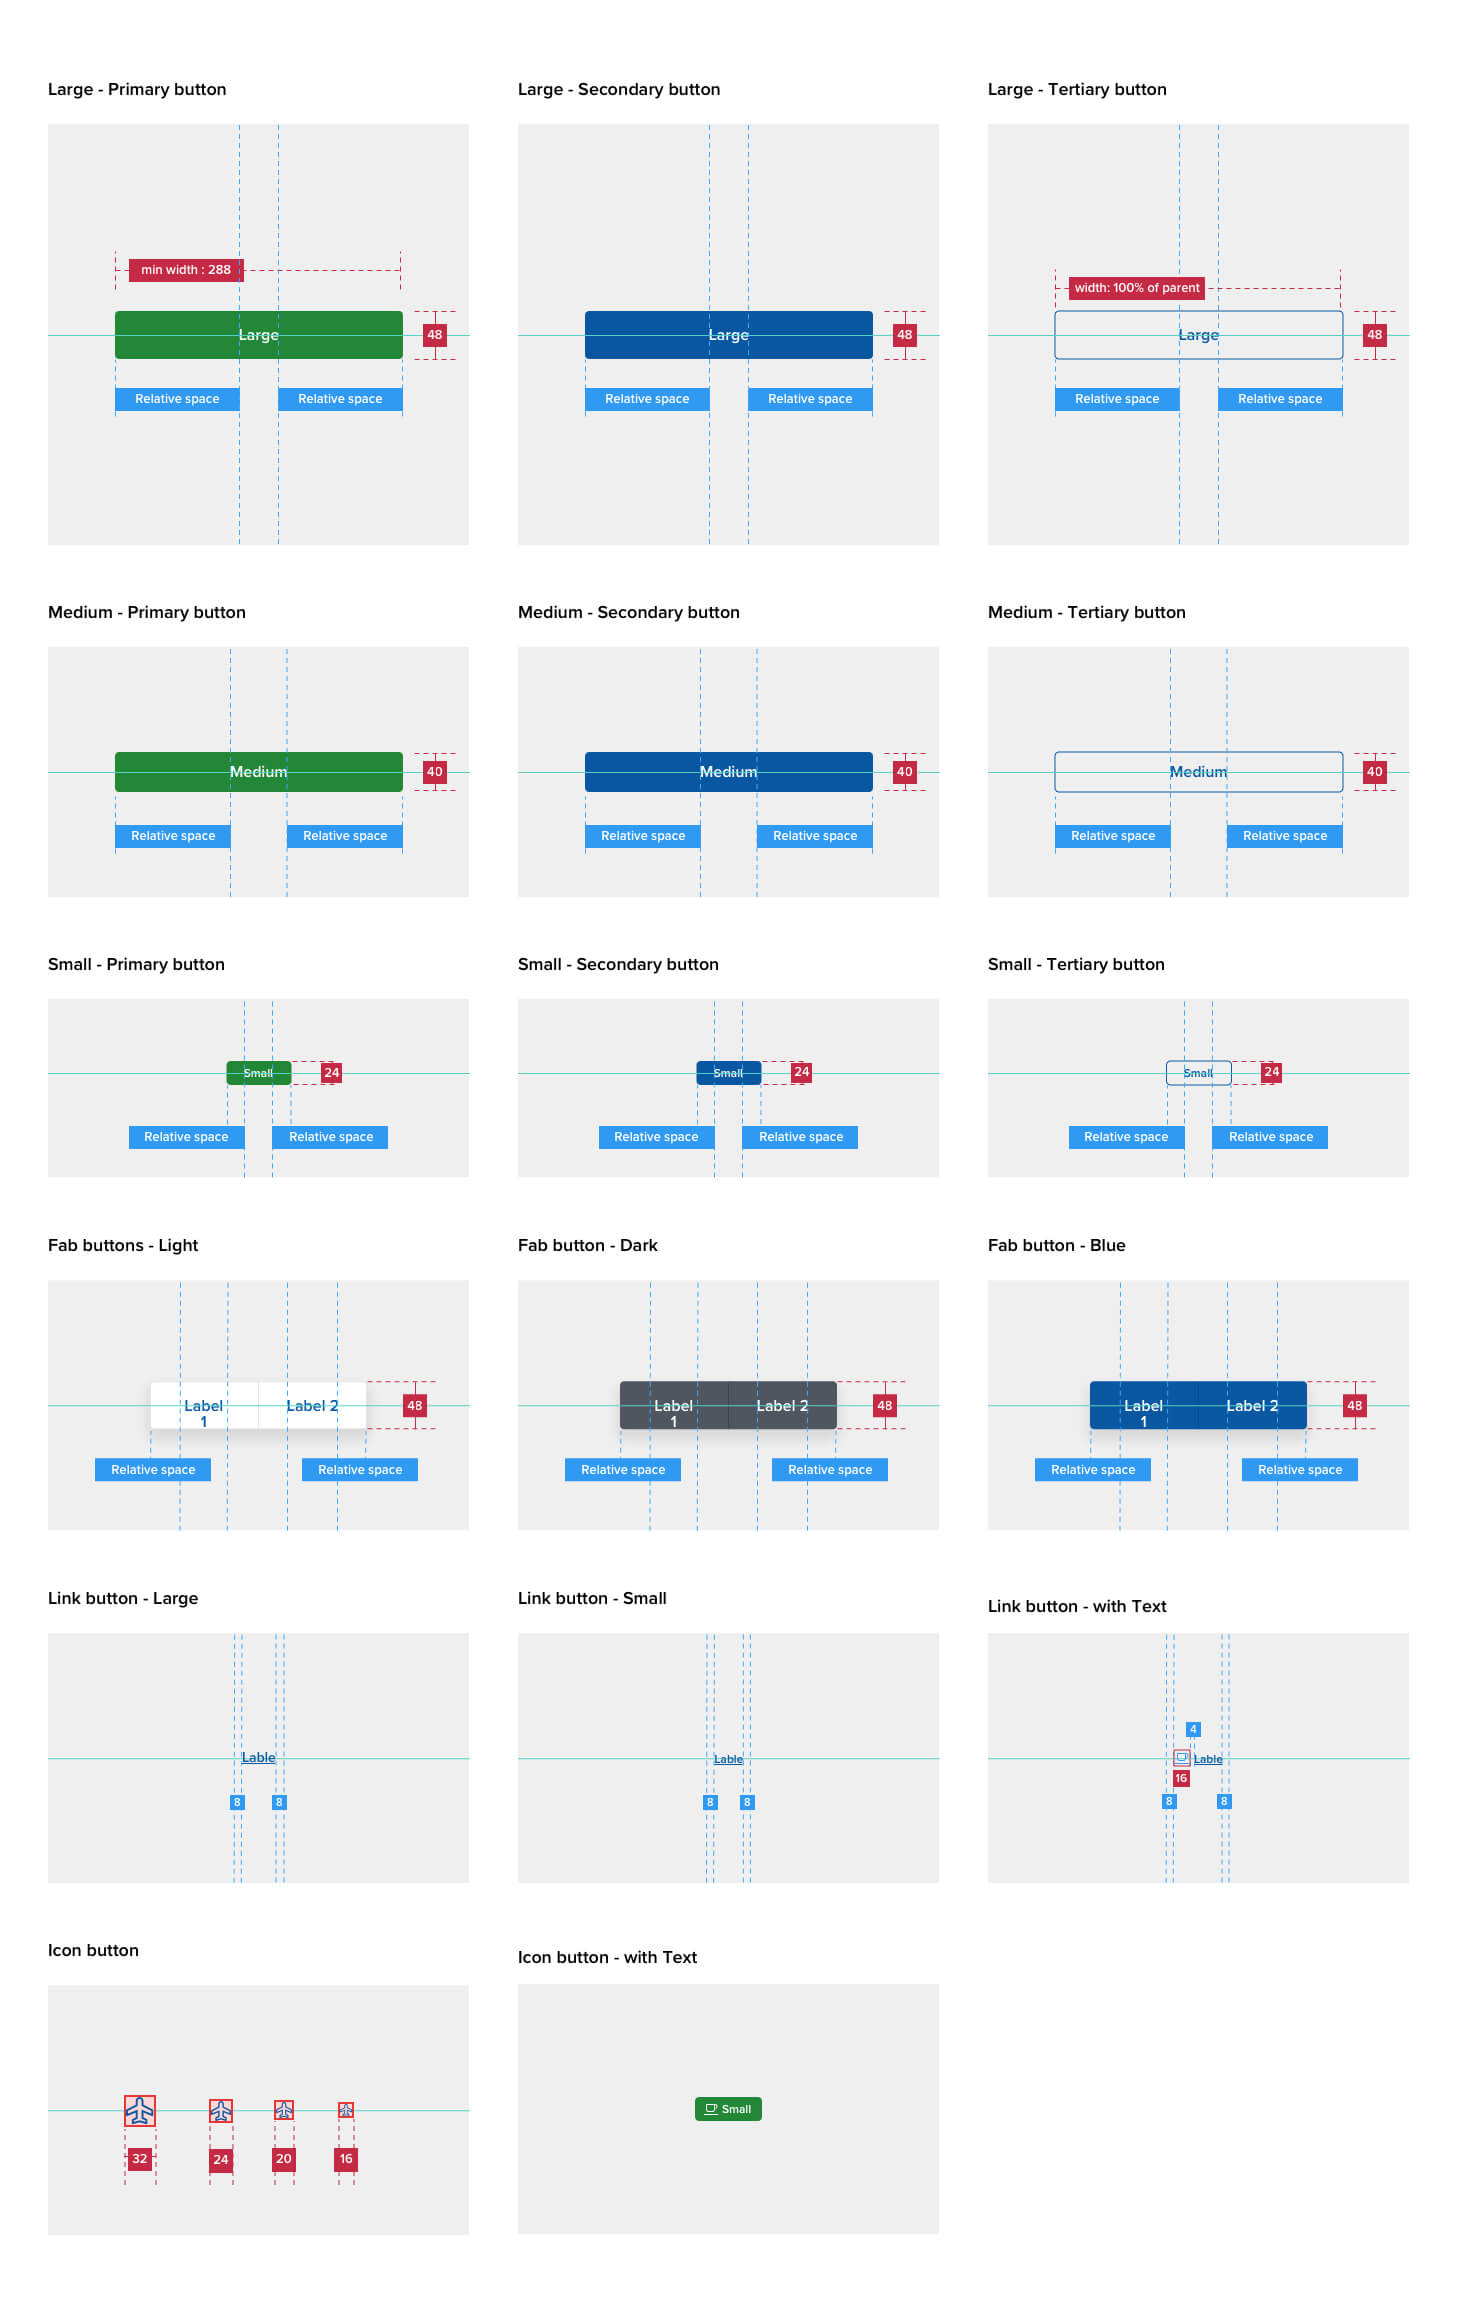 Large - Primary button
Large - Secondary button
Large - Tertiary button
min width : 288
width: 100% of parent
Large
48
Large
48
Large
48
Relative space
Relative space
Relative space
Relative space
Relative space
Relative space
Medium - Primary button
Medium - Secondary button
Medium - Tertiary button
Medium
40
Medium
40
Medium
40
Relative space
Relative space
Relative space
Relative space
Relative space
Relative space
Small - Primary button
Small - Secondary button
Small - Tertiary button
Small
24
Small
24
Small
24
Relative space
Relative space
Relative space
Relative space
Relative space
Relative space
Fab buttons - Light
Fab button - Dark
Fab button - Blue
Label
1
Label 2
48
Label
1
Label 2
48
Label
1
Label 2
48
Relative space
Relative space
Relative space
Relative space
Relative space
Relative space
Link button - Large
Link button - Small
Link button - with Text
Lable
8
8
Lable
8
8
4
Lable
16
8
8
Icon button
Icon button - with Text
32
24
20
16
Small